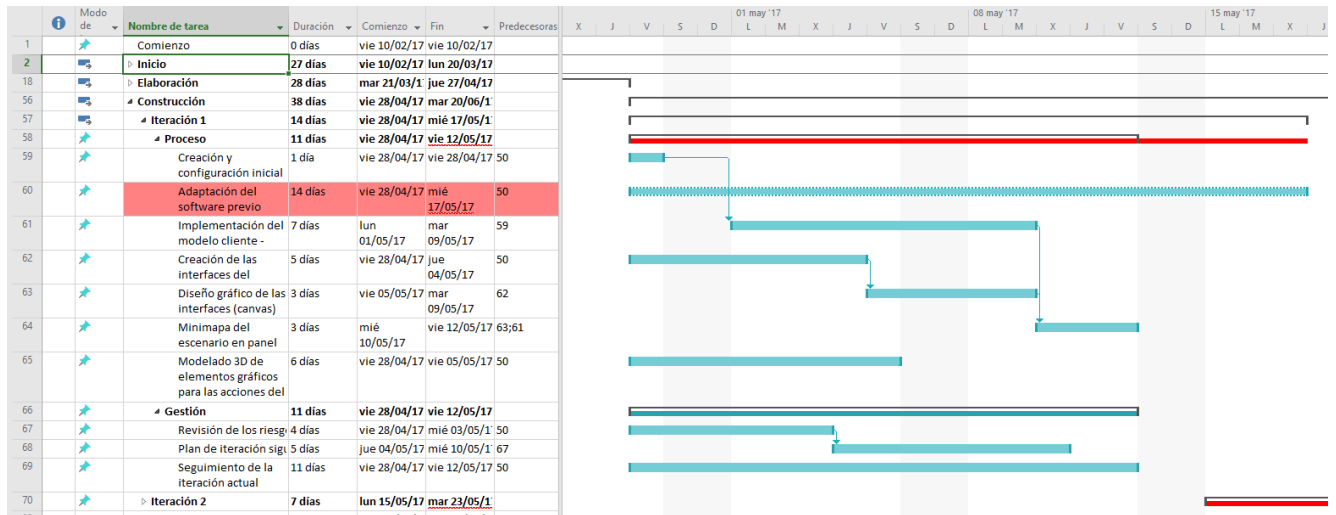 01 may '17 08 may '17 15 may '17
Modo
de Nombre de tarea Duración Comienzo Fin Predecesoras X J V S D L M X J V S D L M X J V S D L M X J
1 Comienzo 0 días vie 10/02/17 vie 10/02/17
2 Inicio 27 días vie 10/02/17 lun 20/03/17
18 Elaboración 28 días mar 21/03/1 jue 27/04/17
56 Construcción 38 días vie 28/04/17 mar 20/06/1
57 Iteración 1 14 días vie 28/04/17 mié 17/05/1
58 Proceso 11 días vie 28/04/17 vie 12/05/17
59 Creación y 1 día vie 28/04/17 vie 28/04/17 50
configuración inicial
60 Adaptación del 14 días vie 28/04/17 mié 50
software previo 17/05/17
61 Implementación del 7 días lun mar 59
modelo cliente - 01/05/17 09/05/17
62 Creación de las 5 días vie 28/04/17 jue 50
interfaces del 04/05/17
63 Diseño gráfico de las 3 días vie 05/05/17 mar 62
interfaces (canvas) 09/05/17
64 Minimapa del 3 días mié vie 12/05/17 63;61
escenario en panel 10/05/17
65 Modelado 3D de 6 días vie 28/04/17 vie 05/05/17 50
elementos gráficos
para las acciones del
66 Gestión 11 días vie 28/04/17 vie 12/05/17
67 Revisión de los riesg 4 días vie 28/04/17 mié 03/05/1 50
68 Plan de iteración sig 5 días jue 04/05/17 mié 10/05/1 67
69 Seguimiento de la 11 días vie 28/04/17 vie 12/05/17 50
iteración actual
70 Iteración 2 7 días lun 15/05/17 mar 23/05/1